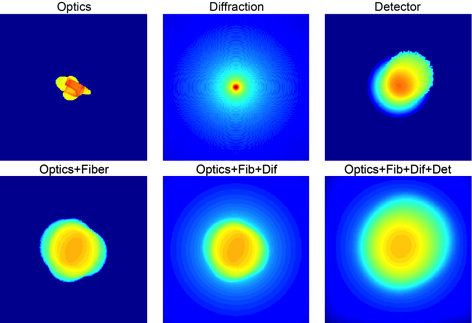 Optics
Diffraction
Detector
Optics+Fiber
Optics+Fib+Dif
Optics+Fib+Dif+Det